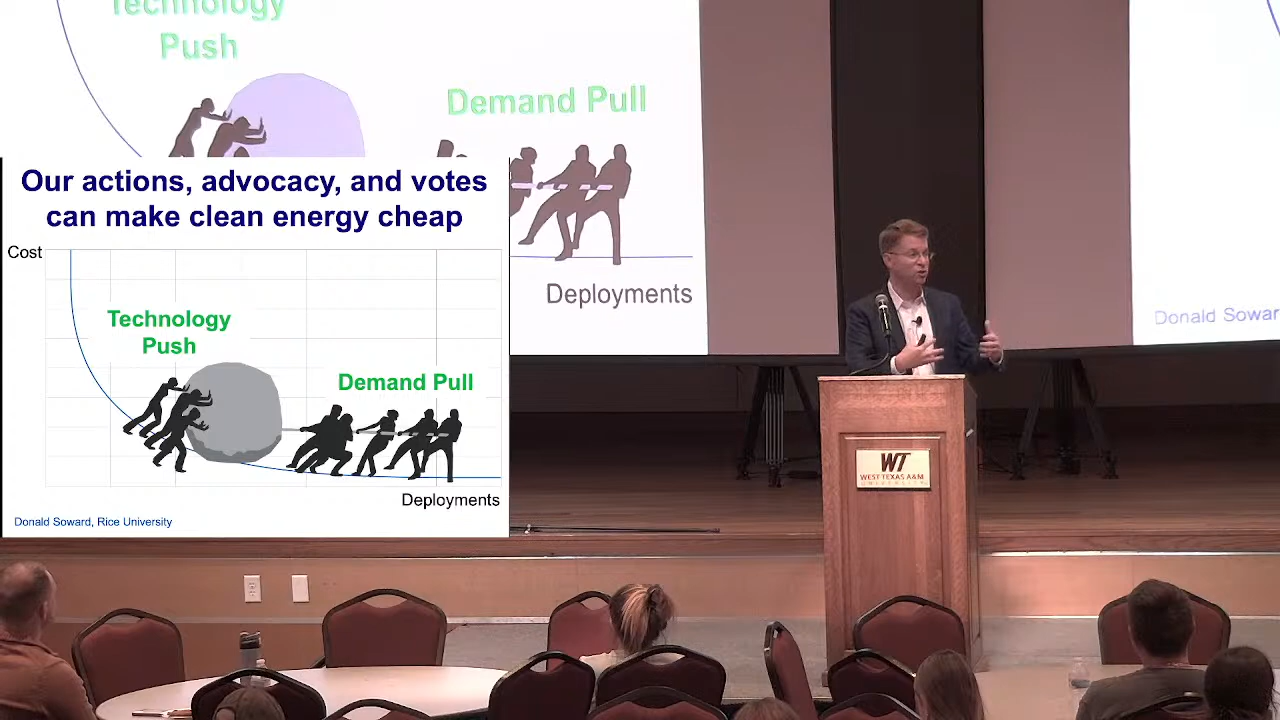 Technology
Push
Demand Pull
Deployments
Donald Sowar
Our actions, advocacy, and votes
can make clean energy cheap
Cost
Technology
Push
Demand Pull
Deployments
Donald Soward, Rice University
WT
WEST TEXAS A&M
UNIVERSITY